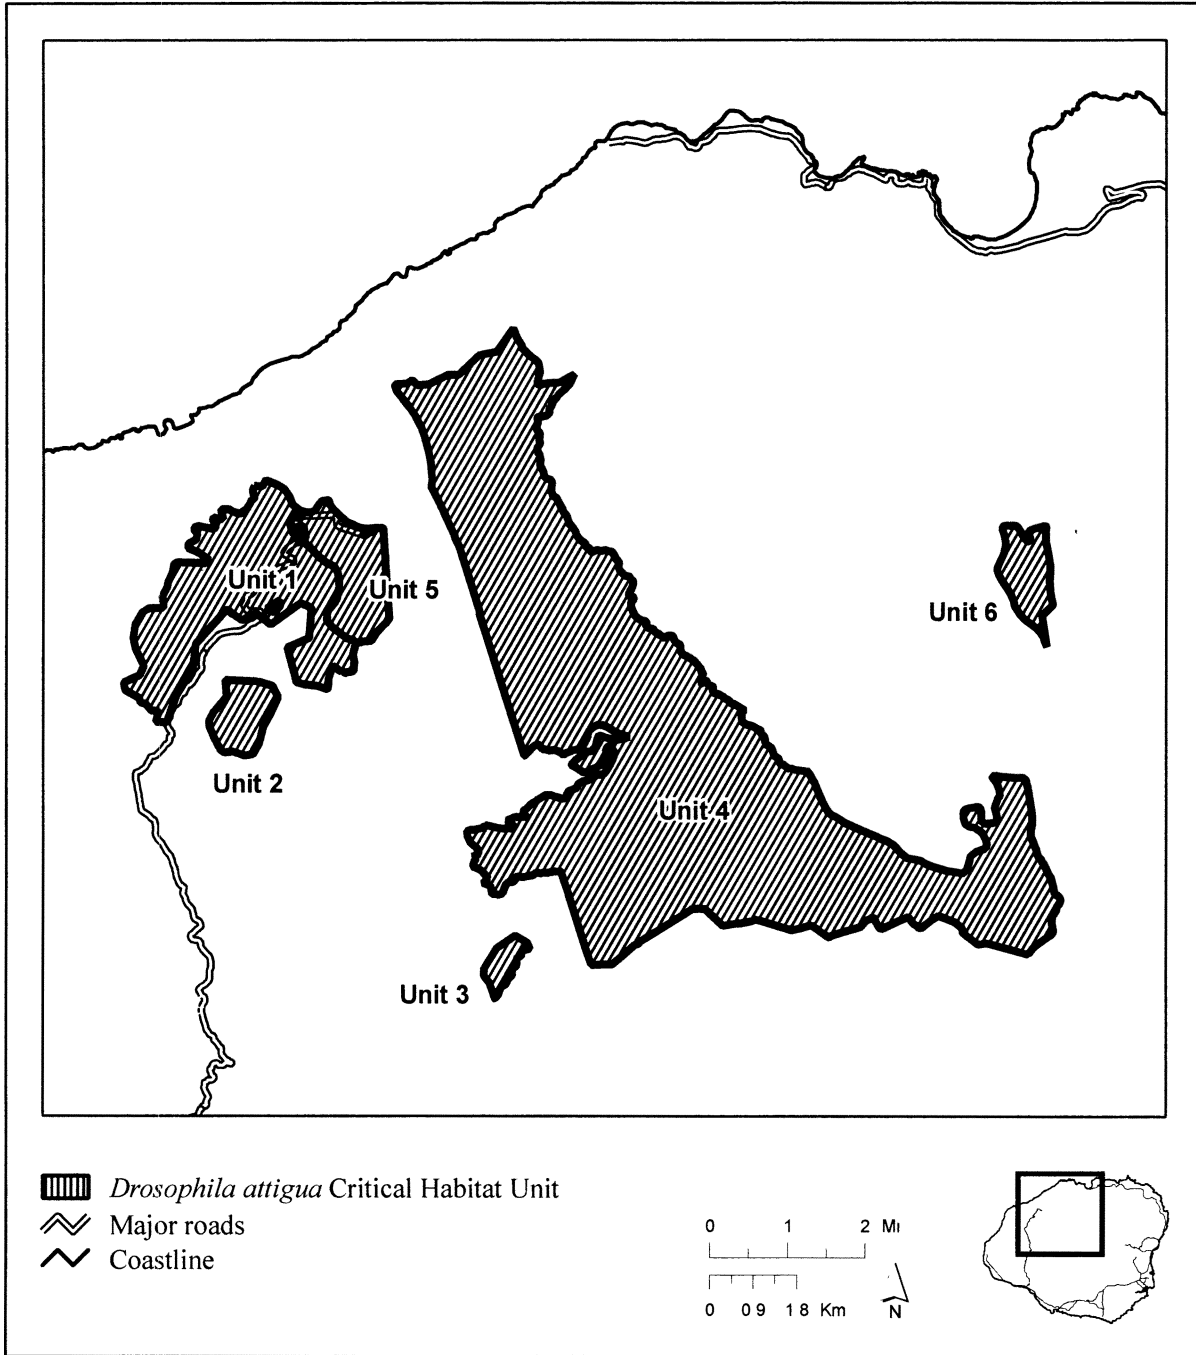 Unit 1
Unit 5
Unit 6
Unit 2
Unit 4
Unit 3
Drosophila attigua Critical Habitat Unit
Major roads
Coastline
0 1 2 Mi
0 0 9 1 8 Km
N